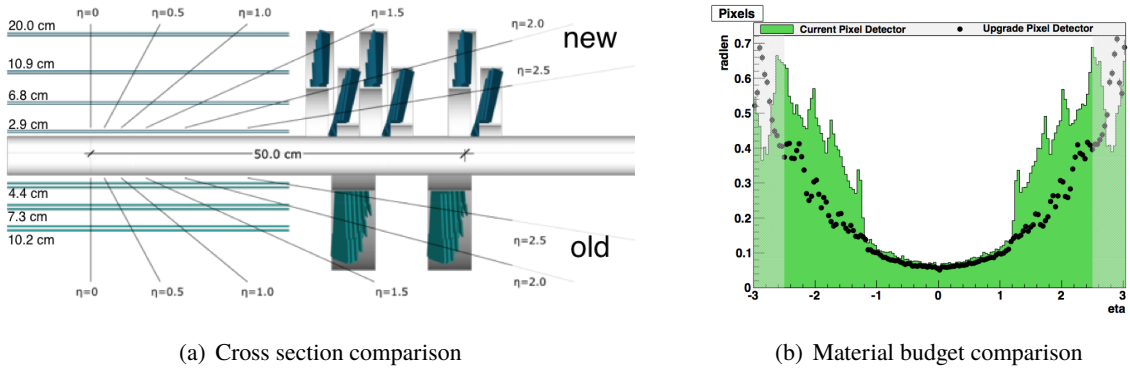 20.0 cm
η=0
η=0.5
η=1.0
η=1.5
η=2.0
new
10.9 cm
η=2.5
6.8 cm
2.9 cm
50.0 cm
4.4 cm
7.3 cm
10.2 cm
η=2.5
old
η=0
η=0.5
η=1.0
η=1.5
η=2.0
(a) Cross section comparison
Pixels
Current Pixel Detector
Upgrade Pixel Detector
radlen
0.7
0.6
0.5
0.4
0.3
0.2
0.1
0
-3
-2
-1
0
1
2
3
eta
(b) Material budget comparison